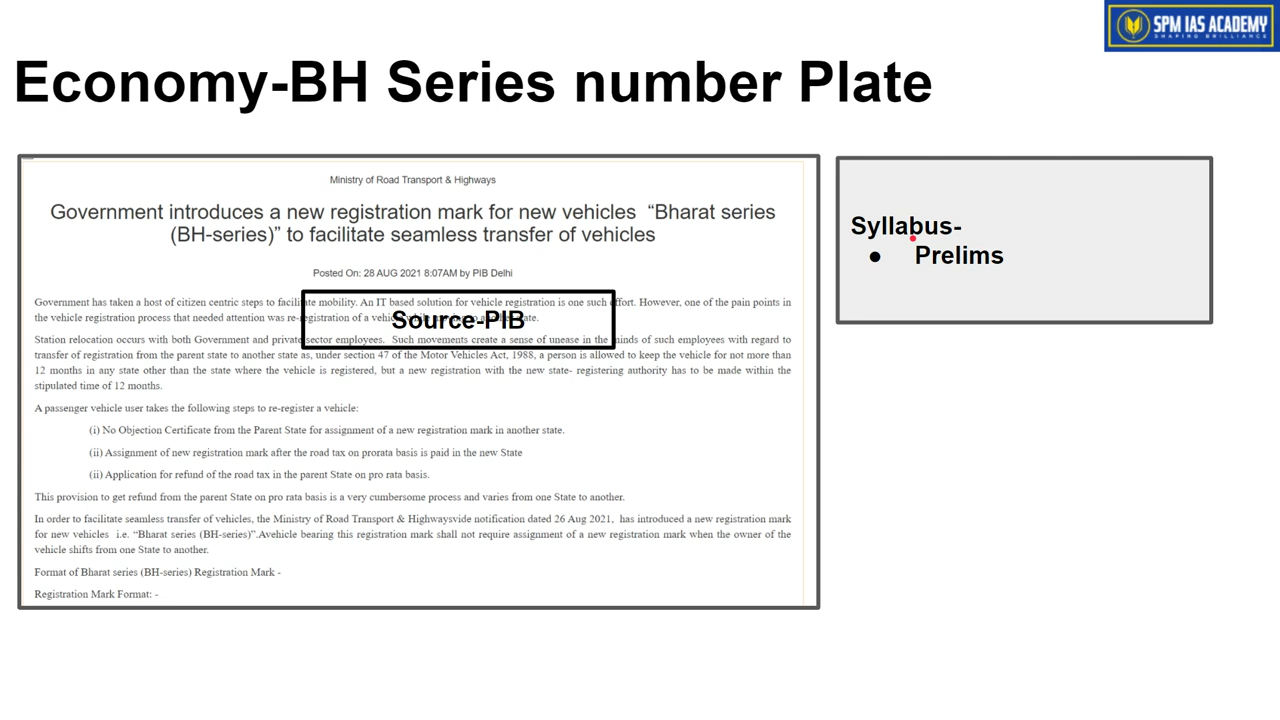 SPM IAS ACADEMY
SHAPING BRILLIANCE
Economy-BH Series number Plate
Ministry of Road Transport & Highways
Government introduces a new registration mark for new vehicles “Bharat series
(BH-series)” to facilitate seamless transfer of vehicles
Posted On: 28 AUG 2021 8:07AM by PIB Delhi
Government has taken a host of citizen centric steps to facilitate mobility. An IT based solution for vehicle registration is one such effort. However, one of the pain points in
the vehicle registration process that needed attention was re-registration of a vehicle while moving to another state.
Source-PIB
Station relocation occurs with both Government and private sector employees. Such movements create a sense of unease in the minds of such employees with regard to
transfer of registration from the parent state to another state as, under section 47 of the Motor Vehicles Act, 1988, a person is allowed to keep the vehicle for not more than
12 months in any state other than the state where the vehicle is registered, but a new registration with the new state- registering authority has to be made within the
stipulated time of 12 months.
A passenger vehicle user takes the following steps to re-register a vehicle:
(i) No Objection Certificate from the Parent State for assignment of a new registration mark in another state.
(ii) Assignment of new registration mark after the road tax on prorata basis is paid in the new State
(ii) Application for refund of the road tax in the parent State on pro rata basis.
This provision to get refund from the parent State on pro rata basis is a very cumbersome process and varies from one State to another.
In order to facilitate seamless transfer of vehicles, the Ministry of Road Transport & Highwaysvide notification dated 26 Aug 2021, has introduced a new registration mark
for new vehicles i.e. “Bharat series (BH-series)”.Avehicle bearing this registration mark shall not require assignment of a new registration mark when the owner of the
vehicle shifts from one State to another.
Format of Bharat series (BH-series) Registration Mark -
Registration Mark Format: -
Syllabus-
● Prelims